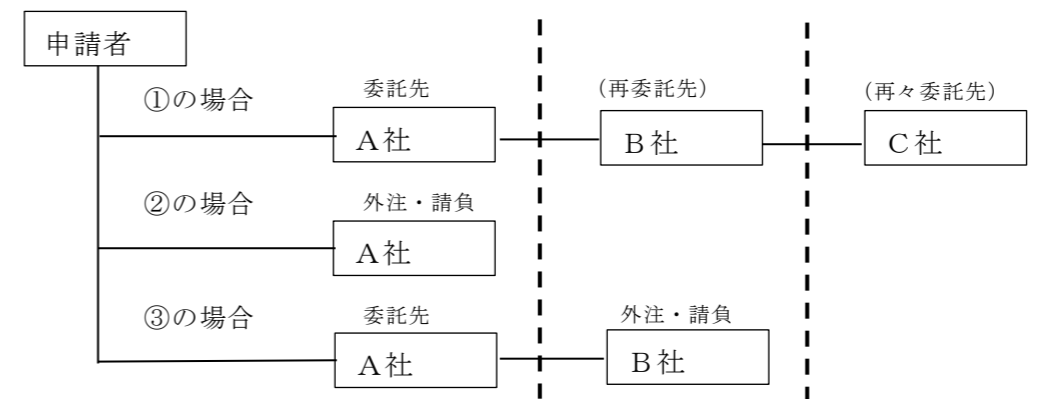 申請者
①の場合
委託先
A社
(再委託先)
B社
(再々委託先)
C社
②の場合
外注・請負
A社
③の場合
委託先
A社
外注・請負
B社